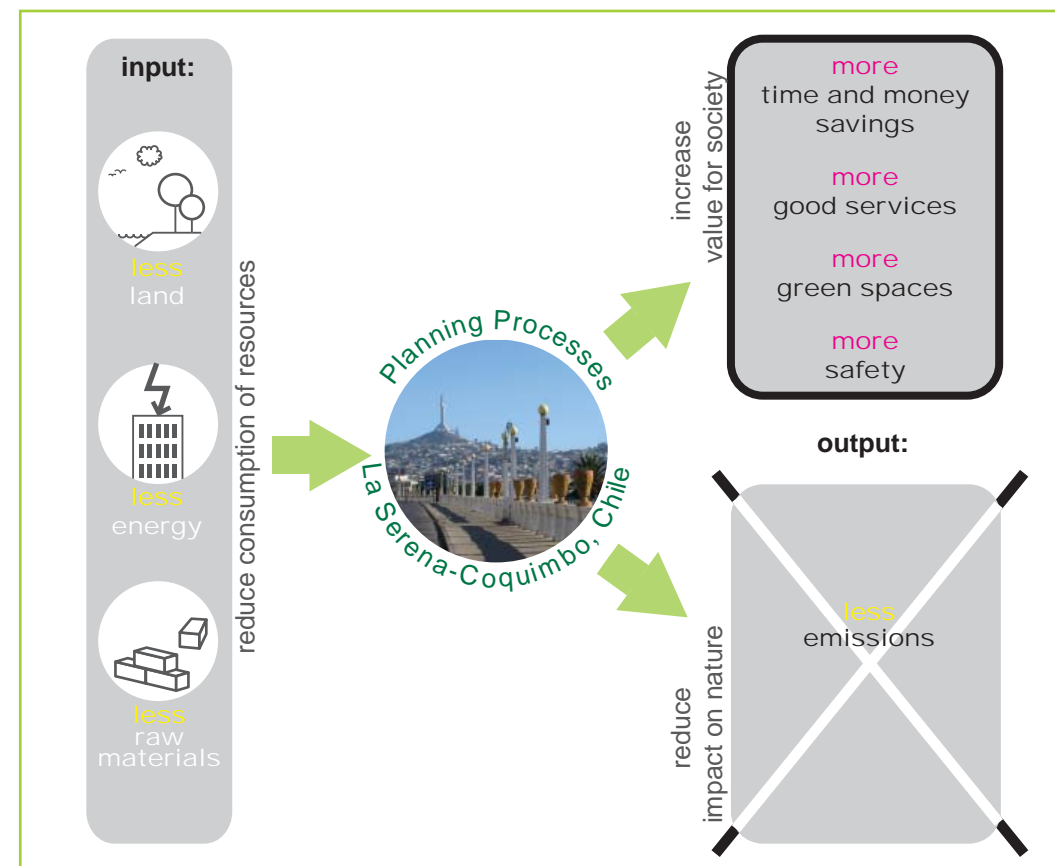 input:
less
land
less
energy
less
raw
materials
reduce consumption of resources
Planning Processes
La Serena-Coquimbo, Chile
increase
value for society
more
time and money
savings
more
good services
more
green spaces
more
safety
output:
reduce
impact on nature
less
emissions